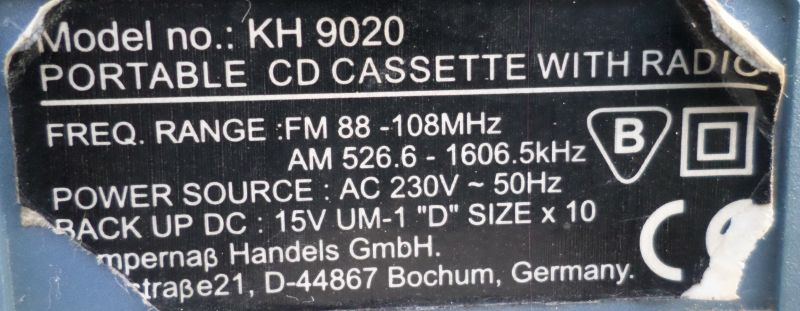 Model no.: KH 9020
PORTABLE CD CASSETTE WITH RADIO
FREQ. RANGE :FM 88 -108MHz
AM 526.6 - 1606.5kHz
B
POWER SOURCE : AC 230V ~ 50Hz
BACK UP DC : 15V UM-1 "D" SIZE x 10
mpernaß Handels GmbH.
straße21, D-44867 Bochum, Germany.
CE